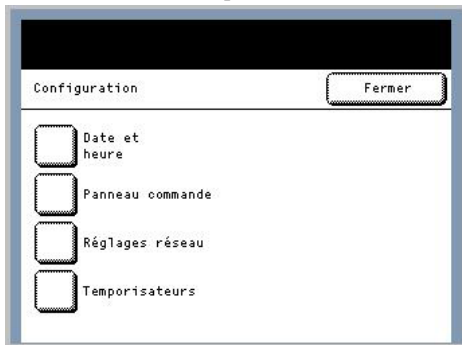 Configuration
Fermer
Date et
heure
Panneau commande
Réglages réseau
Temporisateurs